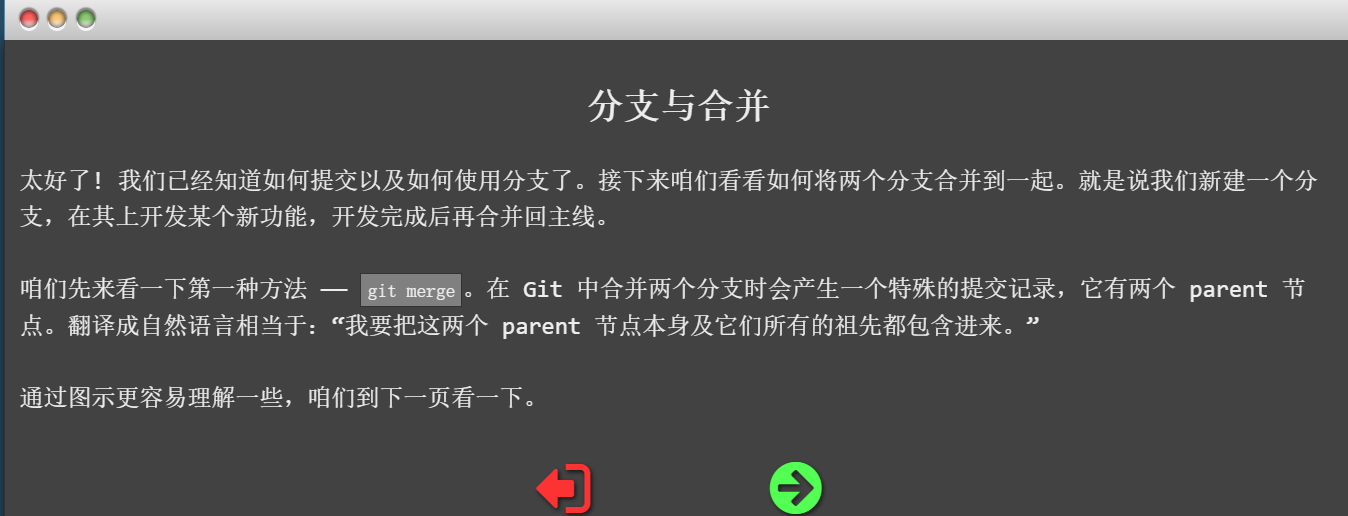 分支与合并
太好了! 我们已经知道如何提交以及如何使用分支了。接下来咱们看看如何将两个分支合并到一起。就是说我们新建一个分
支，在其上开发某个新功能，开发完成后再合并回主线。
咱们先来看一下第一种方法 —— git merge。在 Git 中合并两个分支时会产生一个特殊的提交记录，它有两个 parent 节
点。翻译成自然语言相当于：“我要把这两个 parent 节点本身及它们所有的祖先都包含进来。”
通过图示更容易理解一些，咱们到下一页看一下。